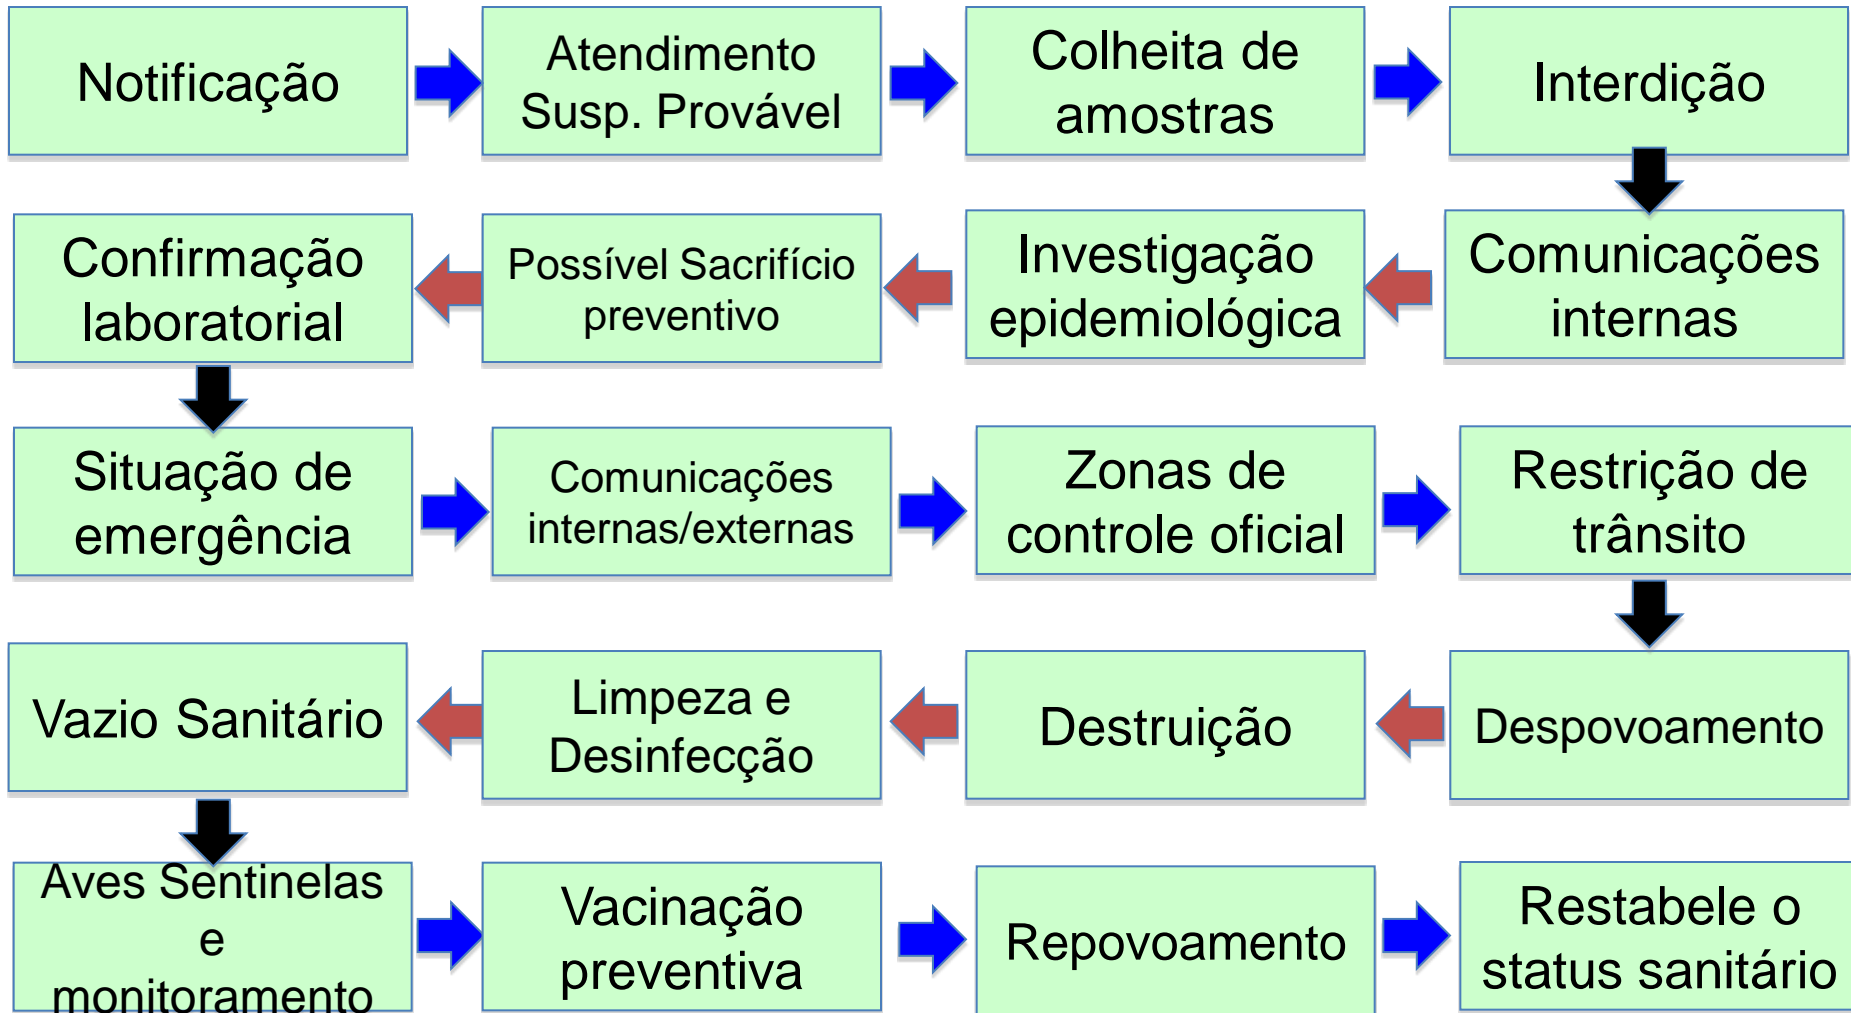 Notificação
Atendimento
Susp. Provável
Colheita de
amostras
Interdição
Confirmação
laboratorial
Possível Sacrifício
preventivo
Investigação
epidemiológica
Comunicações
internas
Situação de
emergência
Comunicações
internas/externas
Zonas de
controle oficial
Restrição de
trânsito
Vazio Sanitário
Limpeza e
Desinfecção
Destruição
Despovoamento
Aves Sentinelas
e
monitoramento
Vacinação
preventiva
Repovoamento
Restabele o
status sanitário